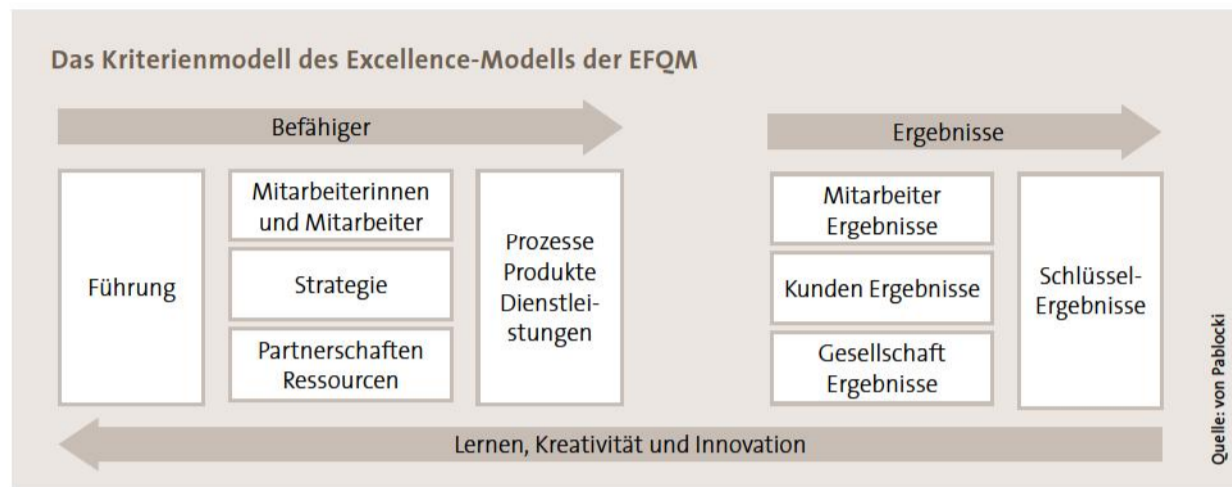 Das Kriterienmodell des Excellence-Modells der EFQM
Befähiger
Ergebnisse
Führung
Mitarbeiterinnen
und Mitarbeiter
Strategie
Partnerschaften
Ressourcen
Prozesse
Produkte
Dienstlei-
stungen
Mitarbeiter
Ergebnisse
Kunden Ergebnisse
Gesellschaft
Ergebnisse
Schlüssel-
Ergebnisse
Lernen, Kreativität und Innovation
Quelle: von Pablocki